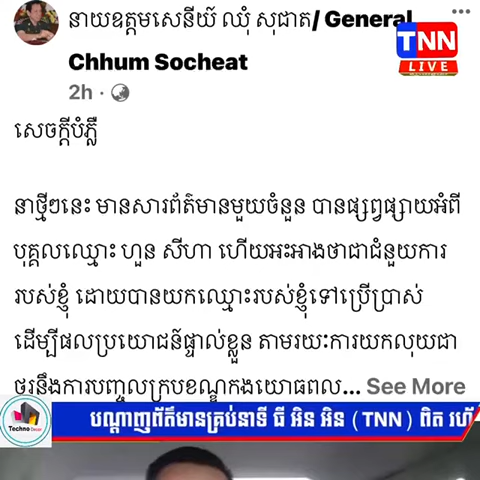 នាយឧត្តមសេនីយ៍ ឈុំ សុជាត/ General
Chhum Socheat
2h ·
TNN
LIVE
សេចក្តីបំភ្លឺ
នាថ្មីៗនេះ មានសារព័ត៌មានមួយចំនួន បានផ្សព្វផ្សាយអំពី
បុគ្គលឈ្មោះ ហួន សីហា ហើយអះអាងថាជាជំនួយការ
របស់ខ្ញុំ ដោយបានយកឈ្មោះរបស់ខ្ញុំទៅប្រើប្រាស់
ដើម្បីផលប្រយោជន៍ផ្ទាល់ខ្លួន តាមរយៈការយកលុយជា
ថ្នូរនឹងការបញ្ចូលក្របខណ្ឌកងយោធពល... See More
Techno
បណ្តាញព័ត៌មានគ្រប់នាទី ធី អិន អិន (TNN) ពិត រហ័